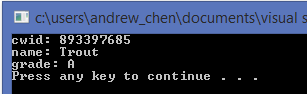 c:\users\andrew_chen\documents\visual s
cwid: 893397685
name: Trout
grade: A
Press any key to continue . . .